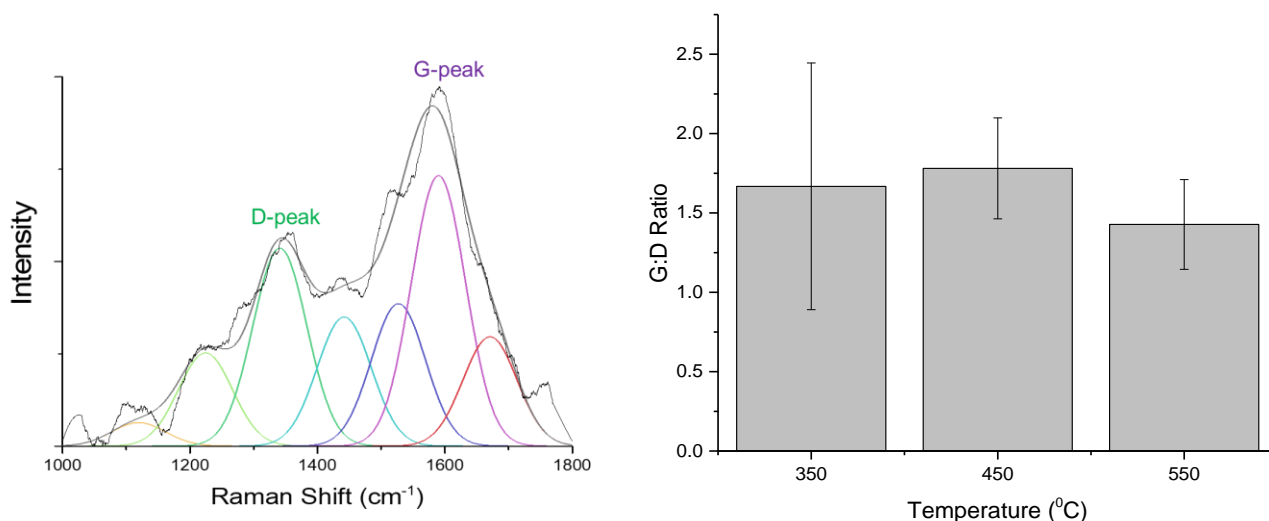 G-peak
D-peak
Intensity
1000
1200
1400
1600
1800
Raman Shift (cm⁻¹)
2.5
2.0
1.5
1.0
0.5
0.0
G:D Ratio
350
450
550
Temperature (⁰C)